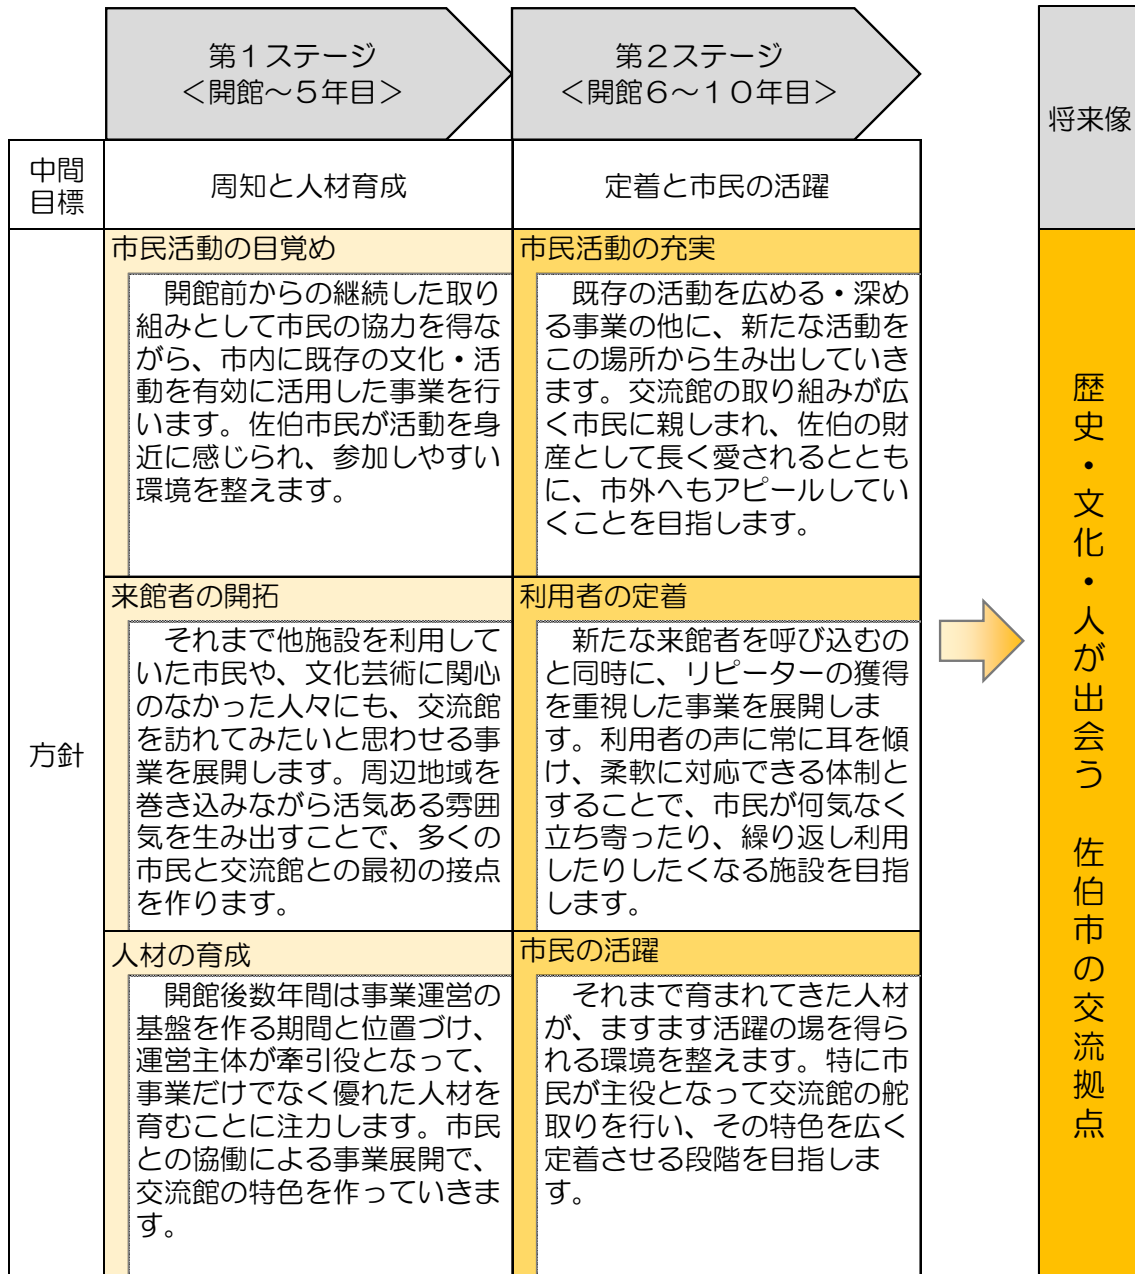 第１ステージ
＜開館～５年目＞
第２ステージ
＜開館６～１０年目＞
将来像
中間
目標
周知と人材育成
定着と市民の活躍
方針
市民活動の目覚め
開館前からの継続した取り
組みとして市民の協力を得な
がら、市内に既存の文化・活
動を有効に活用した事業を行
います。佐伯市民が活動を身
近に感じられ、参加しやすい
環境を整えます。
市民活動の充実
既存の活動を広める・深め
る事業の他に、新たな活動を
この場所から生み出していき
ます。交流館の取り組みが広
く市民に親しまれ、佐伯の財
産として長く愛されるととも
に、市外へもアピールしてい
くことを目指します。
来館者の開拓
それまで他施設を利用して
いた市民や、文化芸術に関心
のなかった人々にも、交流館
を訪れてみたいと思わせる事
業を展開します。周辺地域を
巻き込みながら活気ある雰囲
気を生み出すことで、多くの
市民と交流館との最初の接点
を作ります。
利用者の定着
新たな来館者を呼び込むの
と同時に、リピーターの獲得
を重視した事業を展開しま
す。利用者の声に常に耳を傾
け、柔軟に対応できる体制と
することで、市民が何気なく
立ち寄ったり、繰り返し利用
したりしたくなる施設を目指
します。
人材の育成
開館後数年間は事業運営の
基盤を作る期間と位置づけ、
運営主体が牽引役となって、
事業だけでなく優れた人材を
育むことに注力します。市民
との協働による事業展開で、
交流館の特色を作っていきま
す。
市民の活躍
それまで育まれてきた人材
が、ますます活躍の場を得ら
れる環境を整えます。特に市
民が主役となって交流館の舵
取りを行い、その特色を広く
定着させる段階を目指しま
す。
歴史・文化・人が出会う　佐伯市の交流拠点